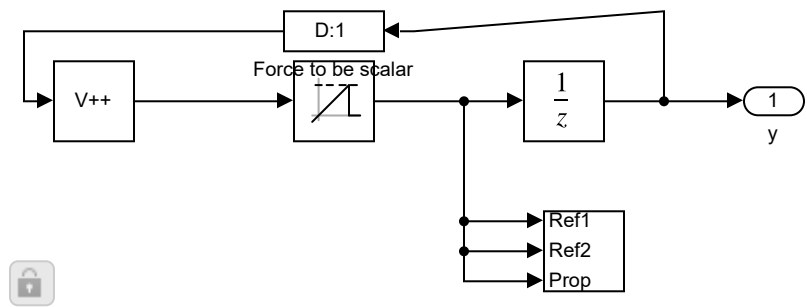 D:1
Force to be scalar
V++
1
z
1
y
Ref1
Ref2
Prop